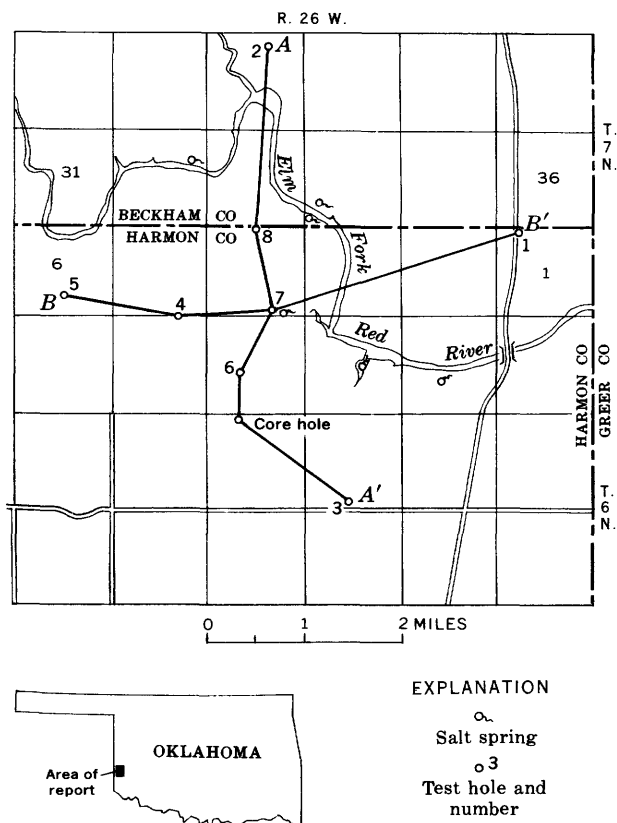 R. 26 W.
2 A
T. 7 N.
31
Elm
36
BECKHAM CO
HARMON CO
8
B'
1
6
Fork
1
5
B
4
7
Red
River
6
HARMON CO
GREER CO
Core hole
A'
3
T. 6 N.
0 1 2 MILES
EXPLANATION
Salt spring
3
Test hole and
number
OKLAHOMA
Area of
report